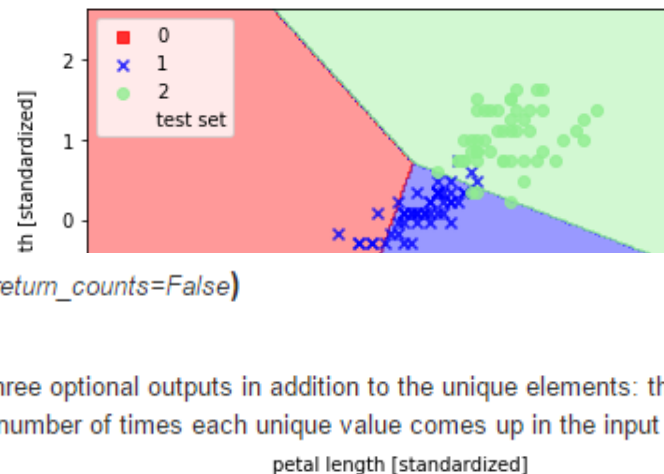 0
1
2
test set
2
1
0
th [standardized]
return_counts=False)
three optional outputs in addition to the unique elements: th
number of times each unique value comes up in the input
petal length [standardized]